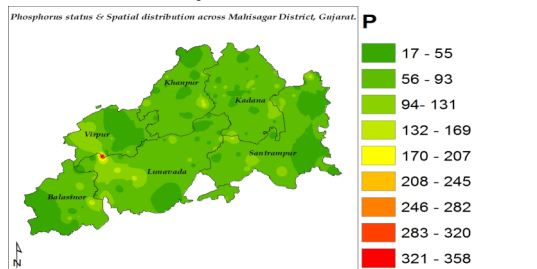 Phosphorus status & Spatial distribution across Mahisagar District, Gujarat.
P
17 - 55
56 - 93
94- 131
132 - 169
170 - 207
208 - 245
246 - 282
283 - 320
321 - 358
Khanpur
Kadana
Virpur
Santrampur
Lunavada
Balasinor
N